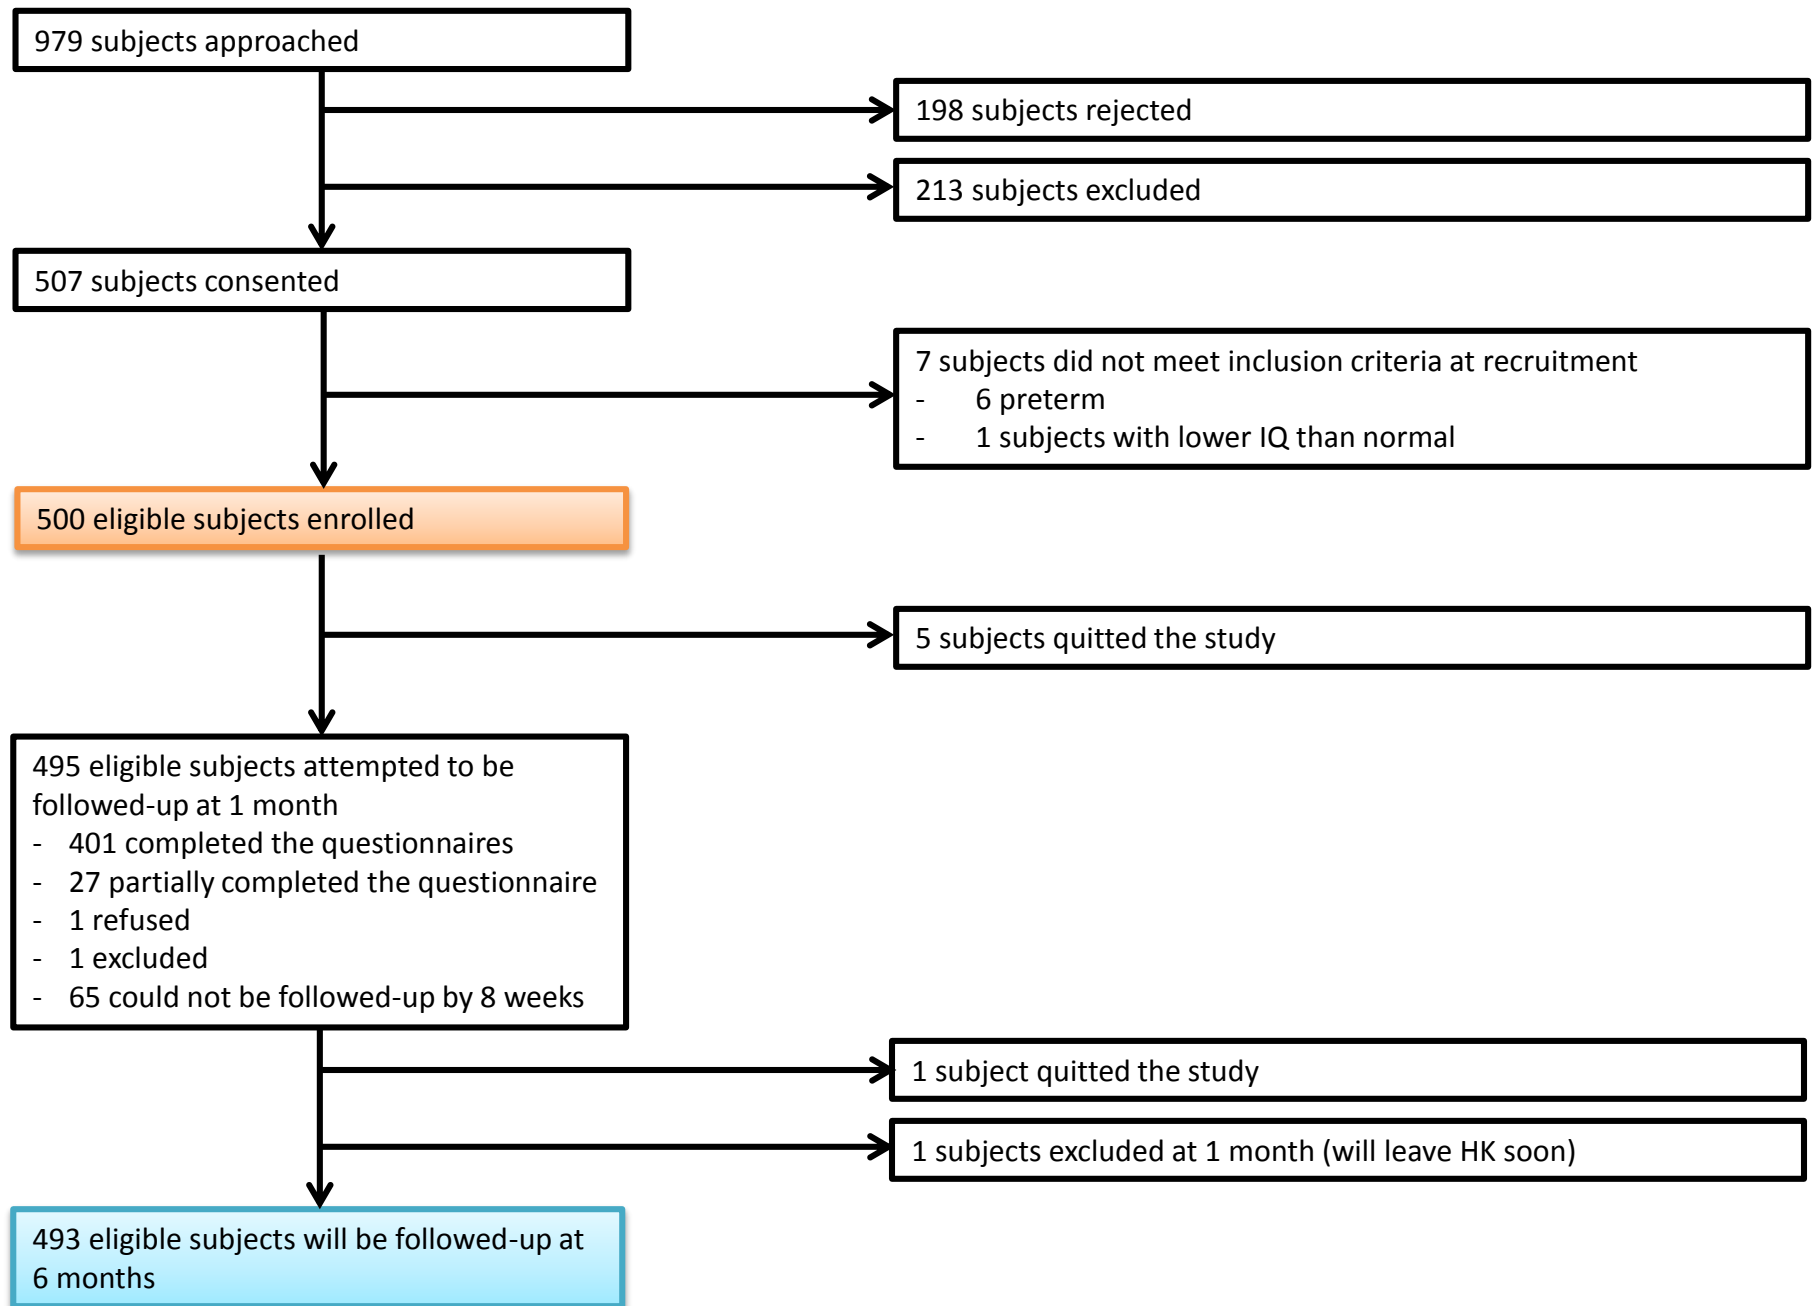 979 subjects approached
198 subjects rejected
213 subjects excluded
507 subjects consented
7 subjects did not meet inclusion criteria at recruitment
- 6 preterm
- 1 subjects with lower IQ than normal
500 eligible subjects enrolled
5 subjects quitted the study
495 eligible subjects attempted to be
followed-up at 1 month
- 401 completed the questionnaires
- 27 partially completed the questionnaire
- 1 refused
- 1 excluded
- 65 could not be followed-up by 8 weeks
1 subject quitted the study
1 subjects excluded at 1 month (will leave HK soon)
493 eligible subjects will be followed-up at
6 months